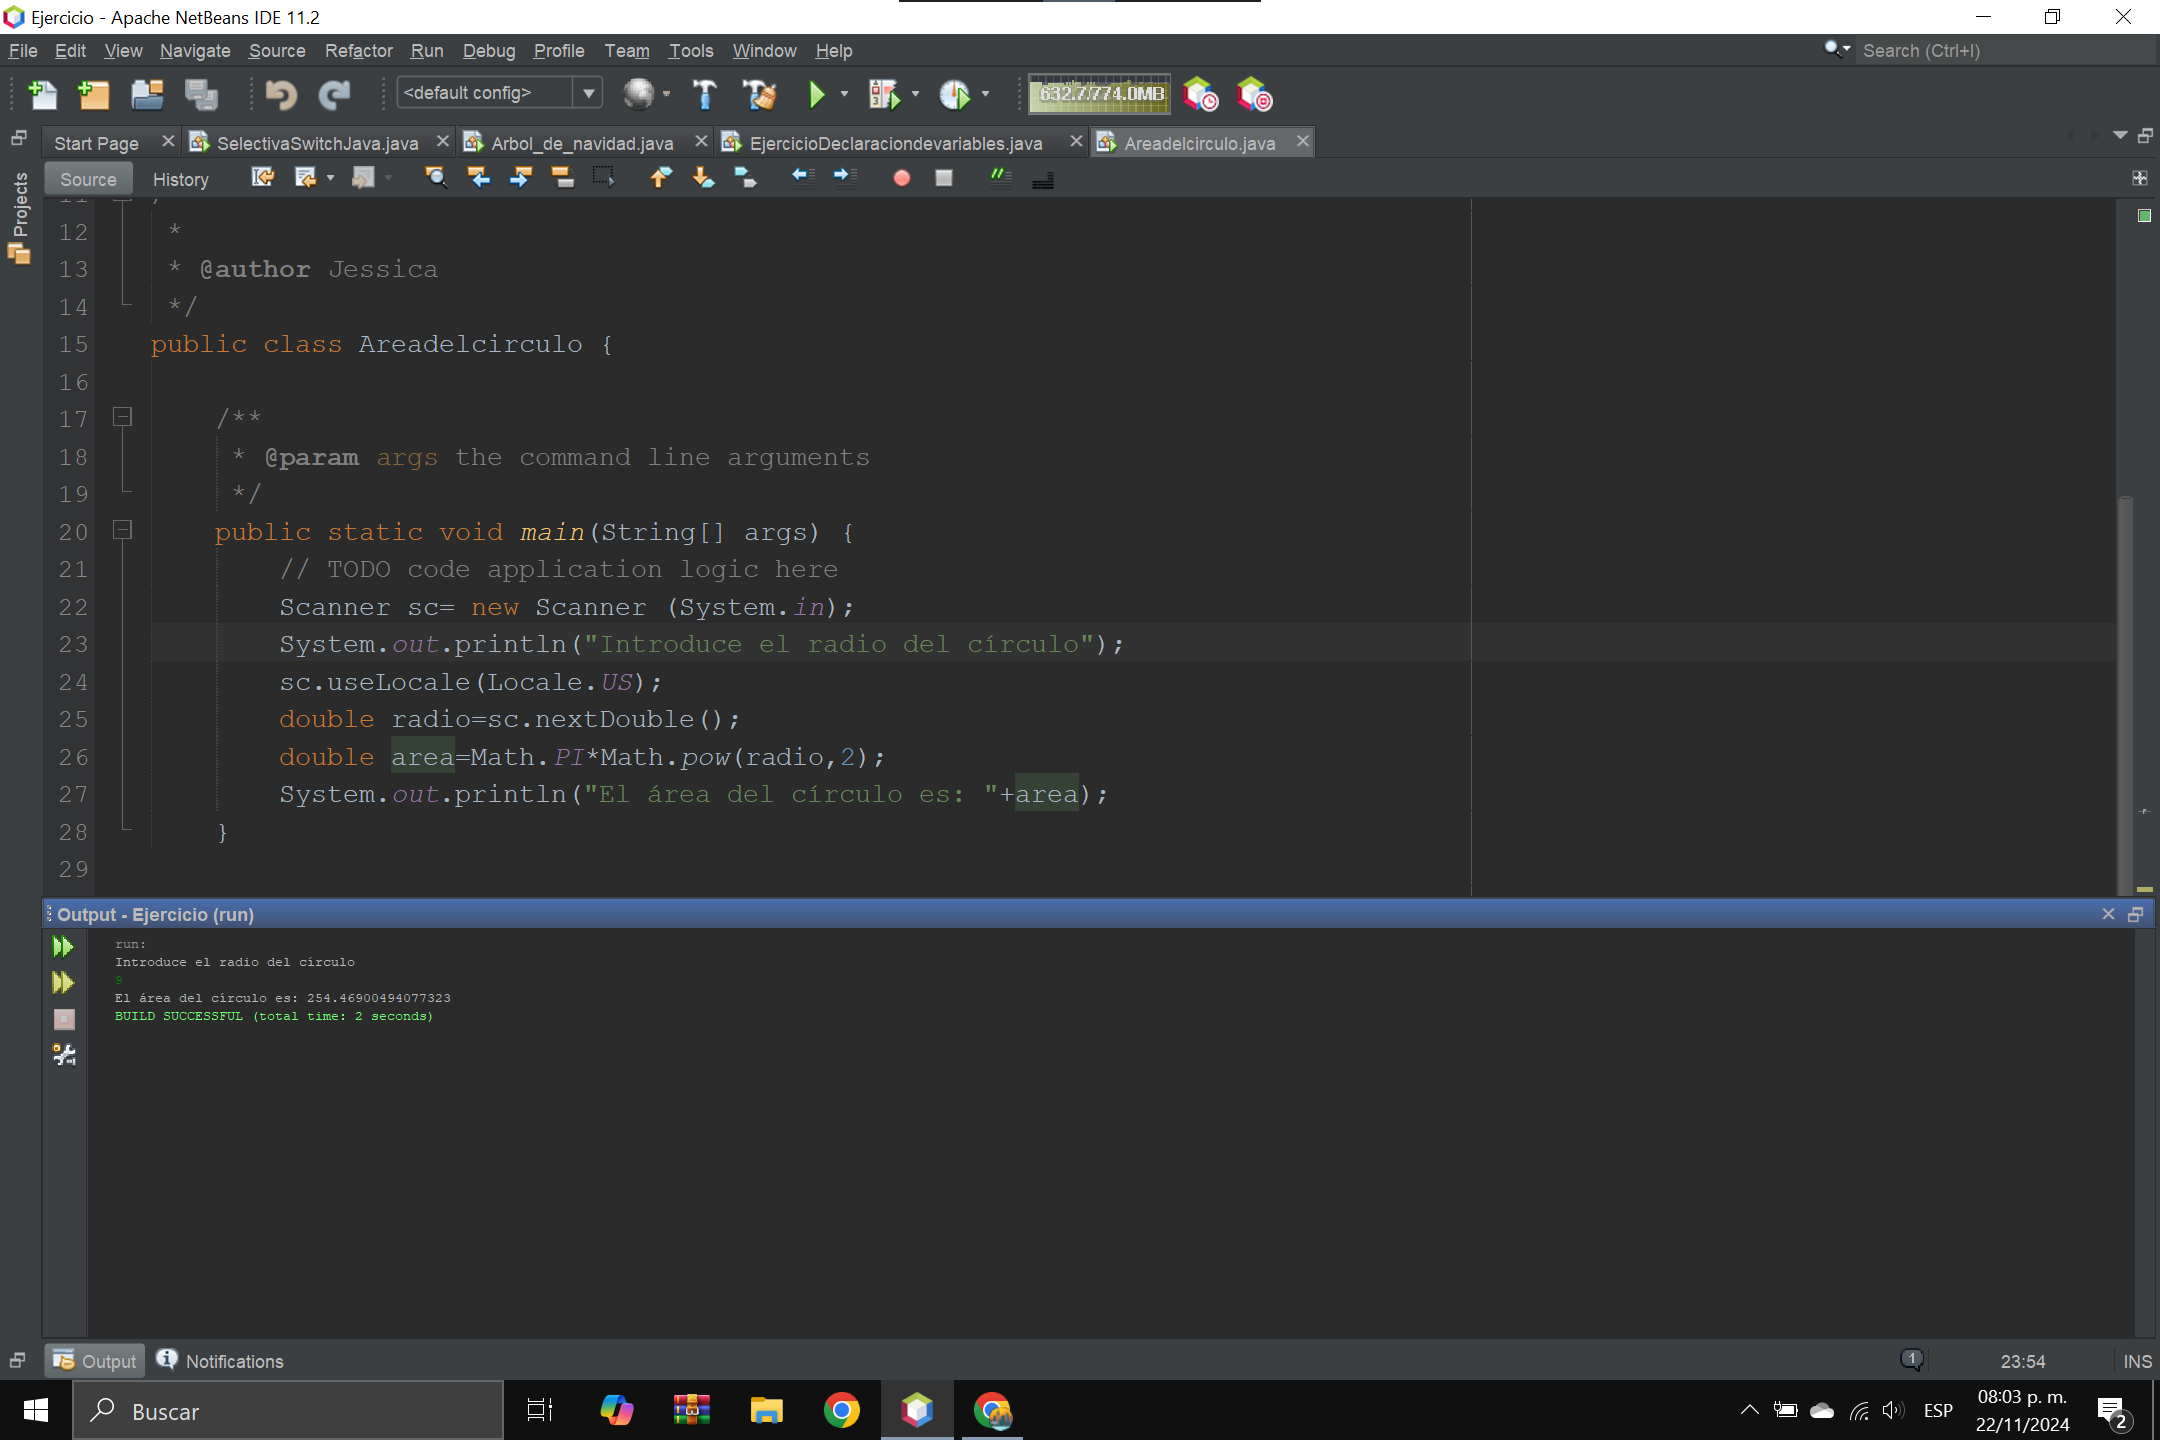 Ejercicio - Apache NetBeans IDE 11.2
File Edit View Navigate Source Refactor Run Debug Profile Team Tools Window Help
Search (Ctrl+I)
<default config>
632.7/774.0MB
Start Page
SelectivaSwitchJava.java
Arbol_de_navidad.java
EjercicioDeclaraciondevariables.java
Areadelcirculo.java
Projects
Source History
12 *
13 * @author Jessica
14 */
15 public class Areadelcirculo {
16
17 /**
18 * @param args the command line arguments
19 */
20 public static void main(String[] args) {
21 // TODO code application logic here
22 Scanner sc= new Scanner (System.in);
23 System.out.println("Introduce el radio del círculo");
24 sc.useLocale(Locale.US);
25 double radio=sc.nextDouble();
26 double area=Math.PI*Math.pow(radio,2);
27 System.out.println("El área del círculo es: "+area);
28 }
29
Output - Ejercicio (run)
run:
Introduce el radio del círculo
9
El área del círculo es: 254.46900494077323
BUILD SUCCESSFUL (total time: 2 seconds)
Output
Notifications
1
23:54
INS
Buscar
ESP
08:03 p. m.
22/11/2024
2